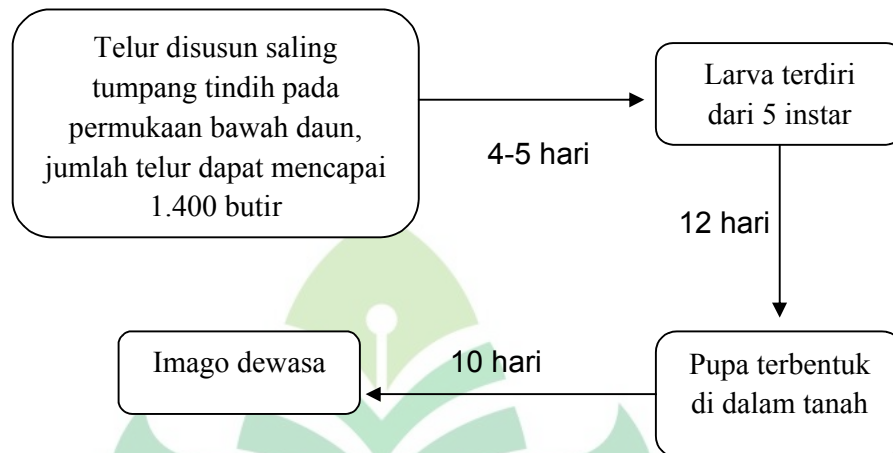 Telur disusun saling
tumpang tindih pada
permukaan bawah daun,
jumlah telur dapat mencapai
1.400 butir
4-5 hari
Larva terdiri
dari 5 instar
12 hari
Pupa terbentuk
di dalam tanah
10 hari
Imago dewasa